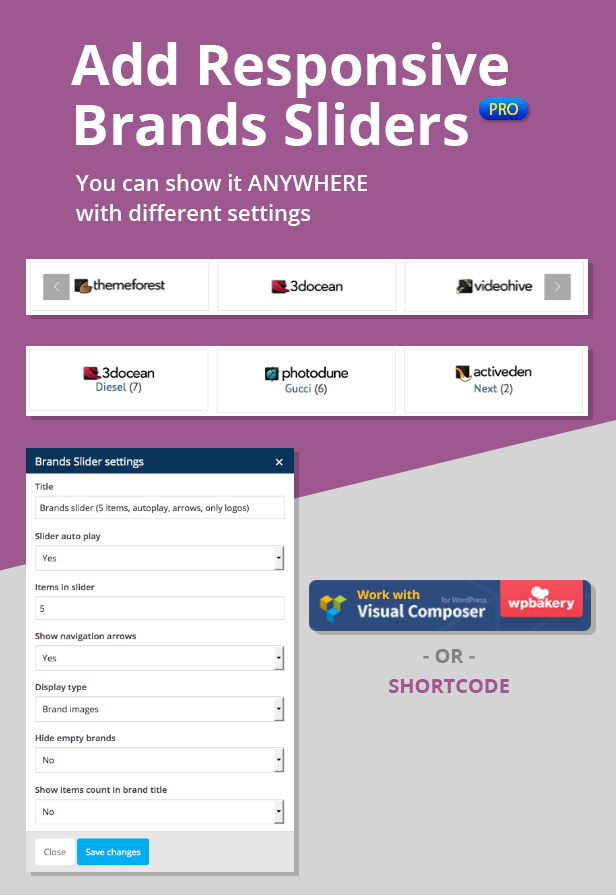 Add Responsive
Brands Sliders PRO
You can show it ANYWHERE
with different settings
themeforest 3docean videohive
3docean photodune activeden
Diesel (7) Gucci (6) Next (2)
Brands Slider settings ×
Title
Brands slider (5 items, autoplay, arrows, only logos)
Slider auto play
Yes
Items in slider
5
Show navigation arrows
Yes
Display type
Brand images
Hide empty brands
No
Show items count in brand title
No
Close Save changes
Work with for WordPress
Visual Composer wpbakery
- OR -
SHORTCODE